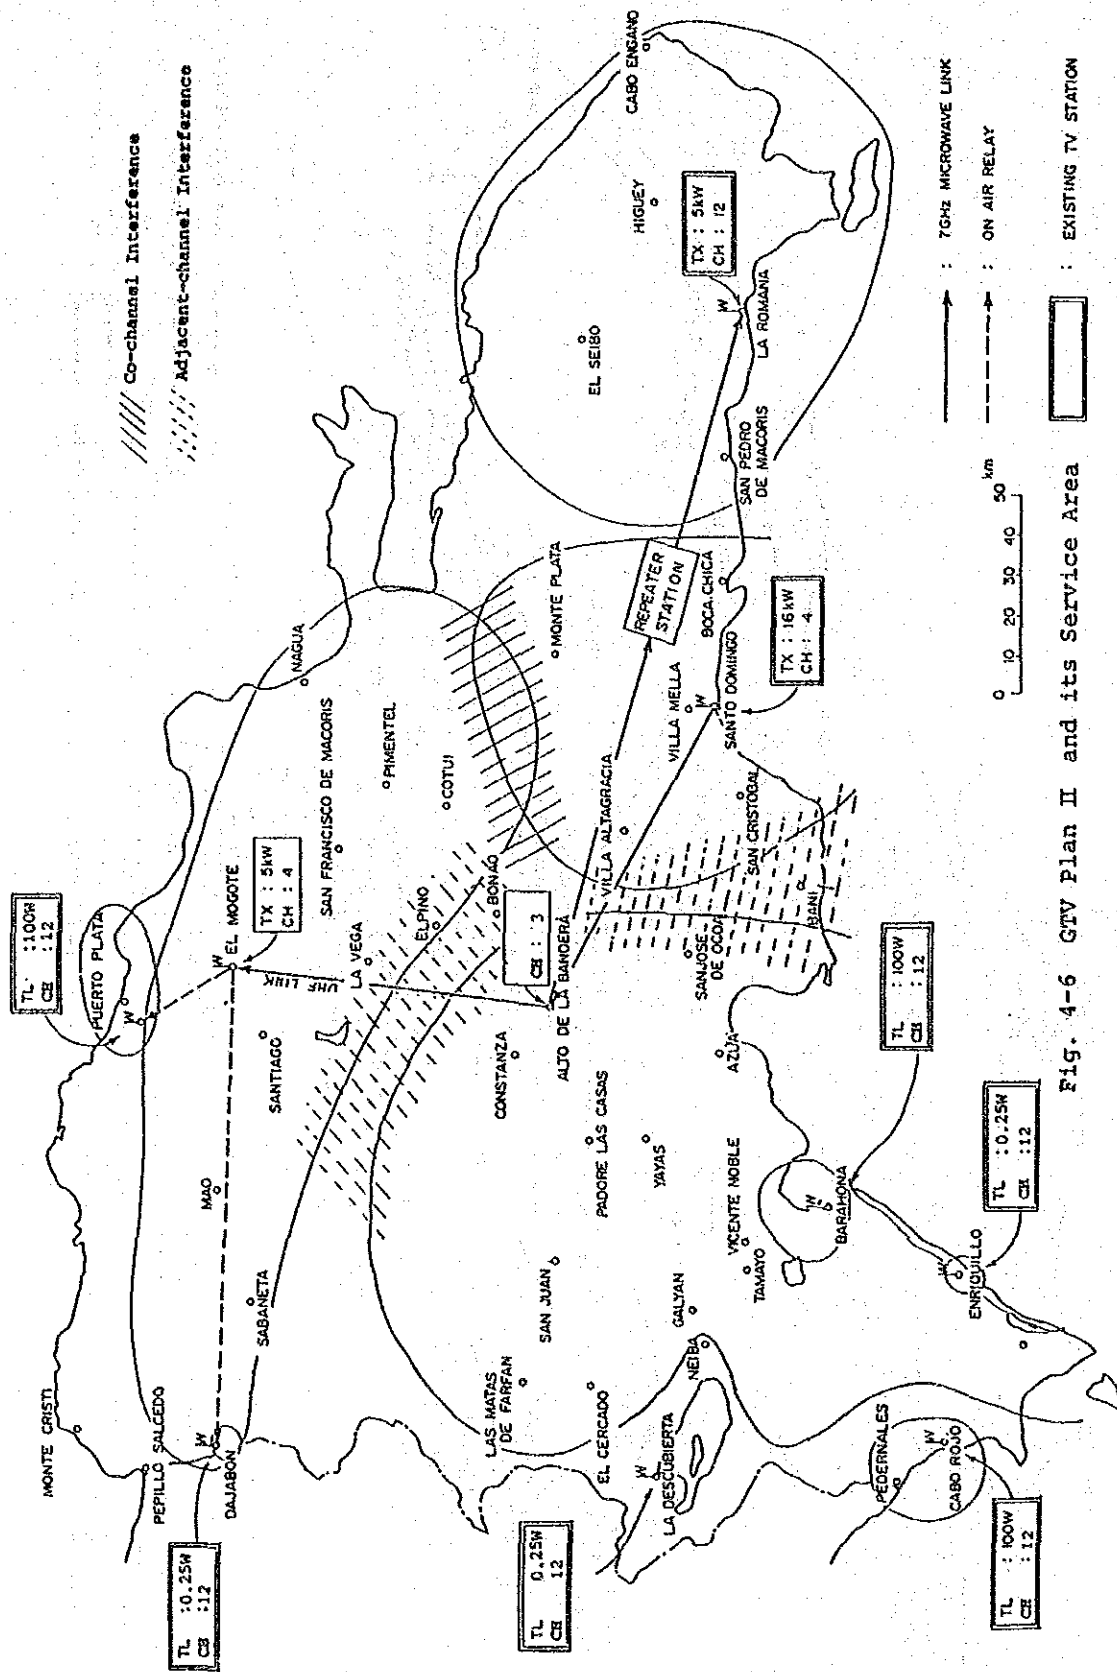 Co-channel Interference
Adjacent-channel Interference
MONTE CRISTI
PEPILLO SALCEDO
DAJABON
TL :0.25W
CH :12
SABANETA
MAO
SANTIAGO
TL :100W
CH :12
PUERTO PLATA
W
EL MOGOTE
W
TX : 5kW
CH : 4
UHF LINK
LA VEGA
SAN FRANCISCO DE MACORIS
NAGUA
PIMENTEL
COTUI
ELPINO
BONAO
CH : 3
CONSTANZA
ALTO DE LA BANDERA
LAS MATAS
DE FARFAN
SAN JUAN
EL CERCADO
PADORE LAS CASAS
YAYAS
TL 0.25W
CH 12
W
LA DESCUBIERTA
NEIBA
GALYAN
VICENTE NOBLE
TAMAYO
AZUA
SANJOSE
DE OCOA
BANI
SAN CRISTOBAL
VILLA ALTAGRACIA
VILLA MELLA
W
SANTO DOMINGO
TX : 16kW
CH : 4
BOCA CHICA
MONTE PLATA
REPEATER
STATION
SAN PEDRO
DE MACORIS
EL SEIBO
LA ROMANA
W
TX : 5kW
CH : 12
HIGUEY
CABO ENGANO
W
BARAHONA
TL : 100W
CH : 12
W
ENRIQUILLO
TL :0.25W
CH :12
PEDERNALES
W
CABO ROJO
TL : 100W
CH : 12
W
0 10 20 30 40 50 km
: 7GHz MICROWAVE LINK
: ON AIR RELAY
: EXISTING TV STATION
Fig. 4-6 GTV Plan II and its Service Area